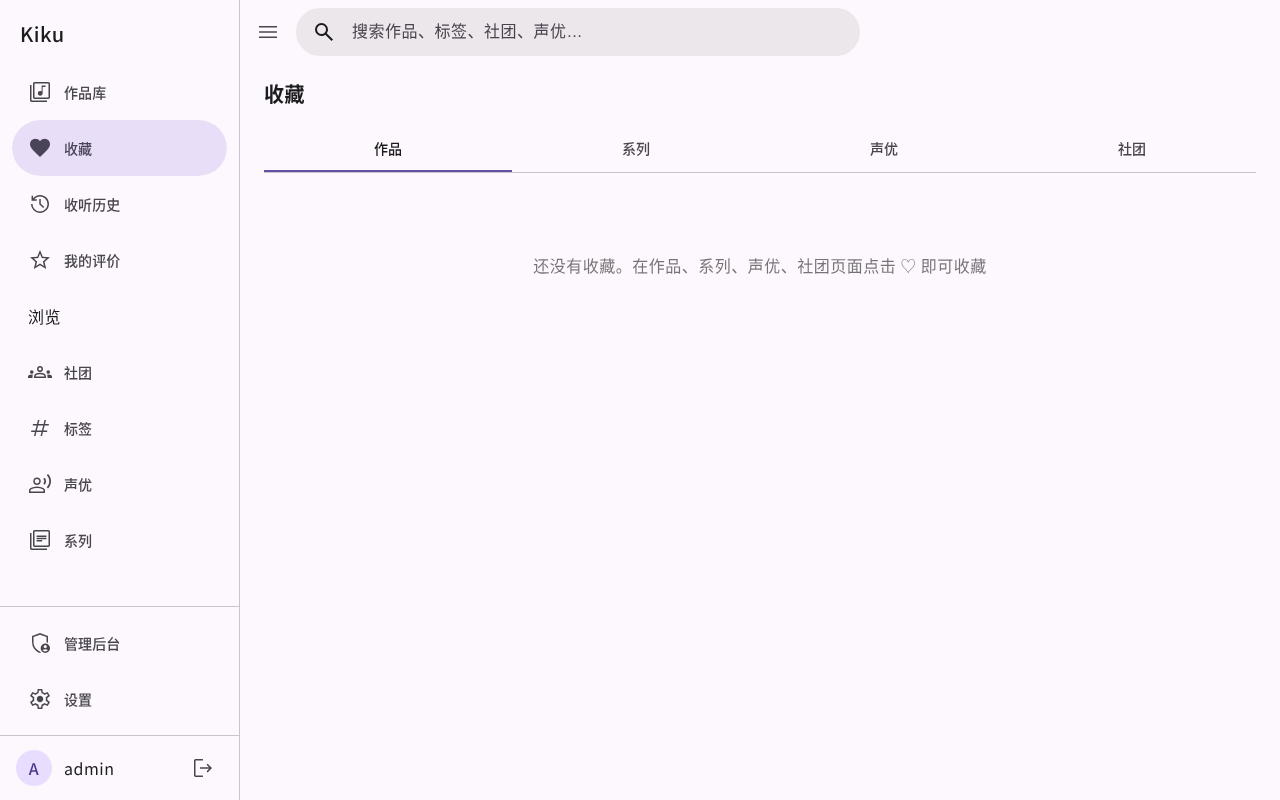 Kiku
作品库
收藏
收听历史
我的评价
浏览
社团
标签
声优
系列
管理后台
设置
A admin
搜索作品、标签、社团、声优...
收藏
作品 系列 声优 社团
还没有收藏。在作品、系列、声优、社团页面点击 ♡ 即可收藏